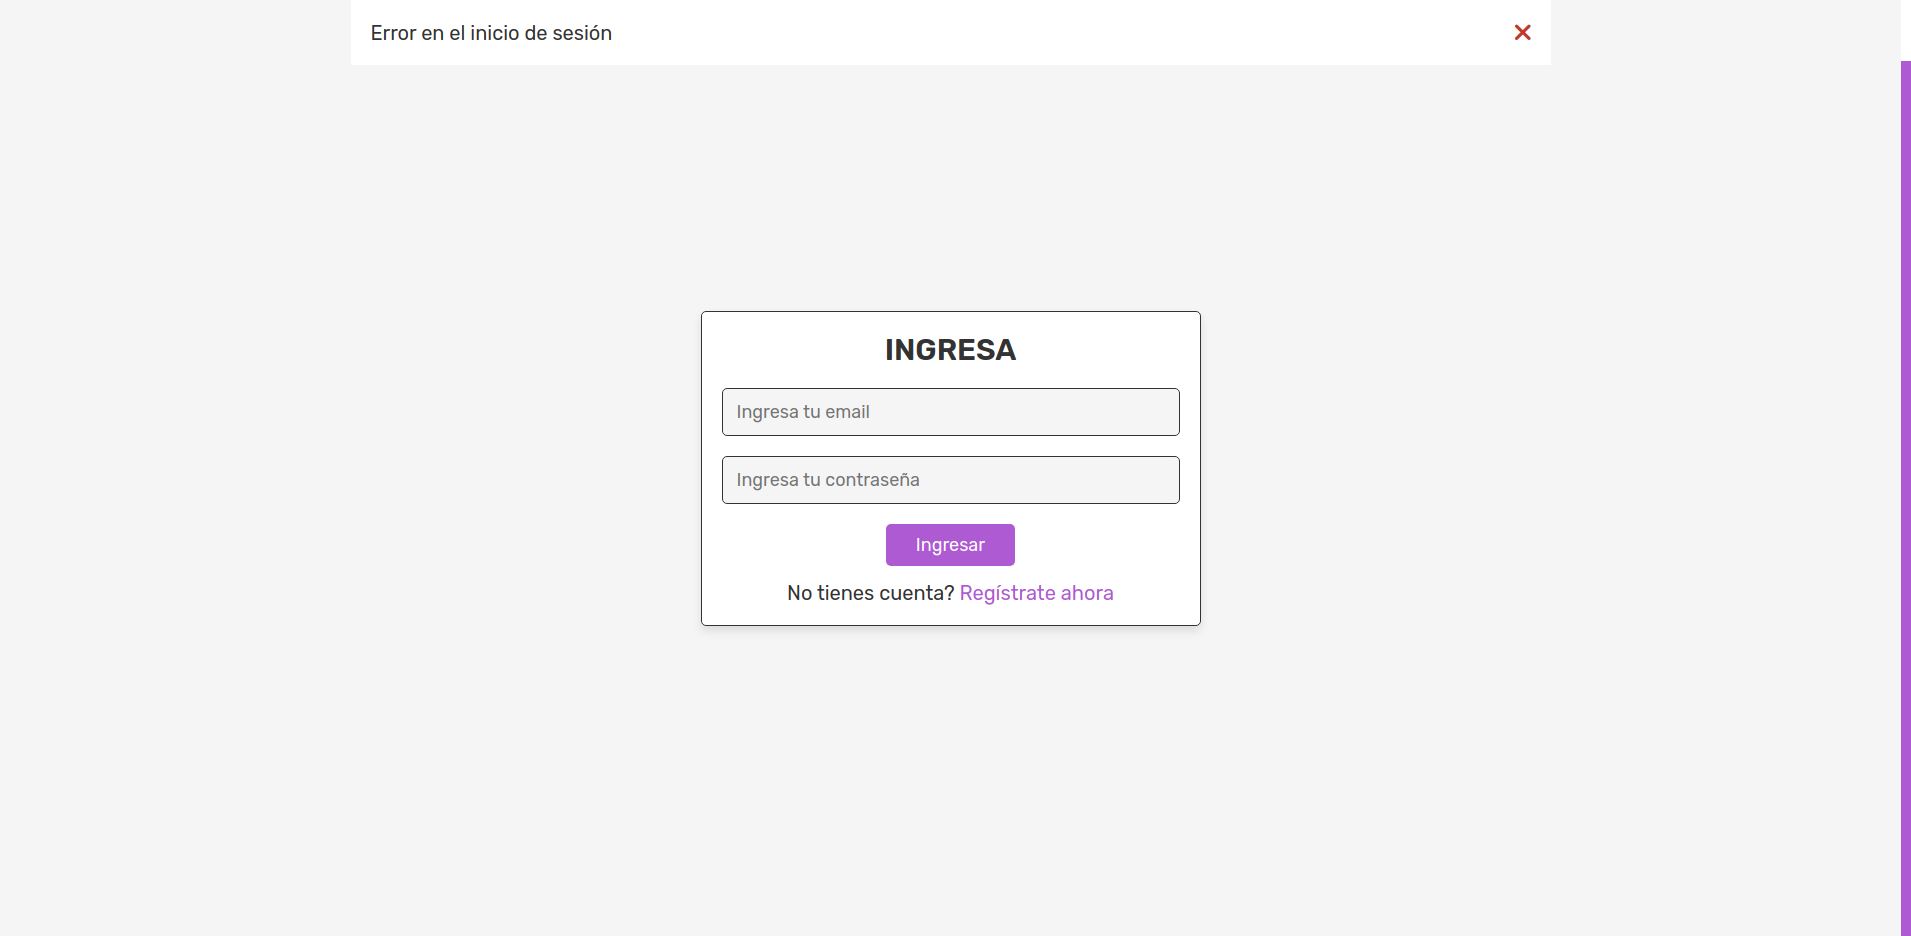 Error en el inicio de sesión
INGRESA
Ingresa tu email
Ingresa tu contraseña
Ingresar
No tienes cuenta? Regístrate ahora